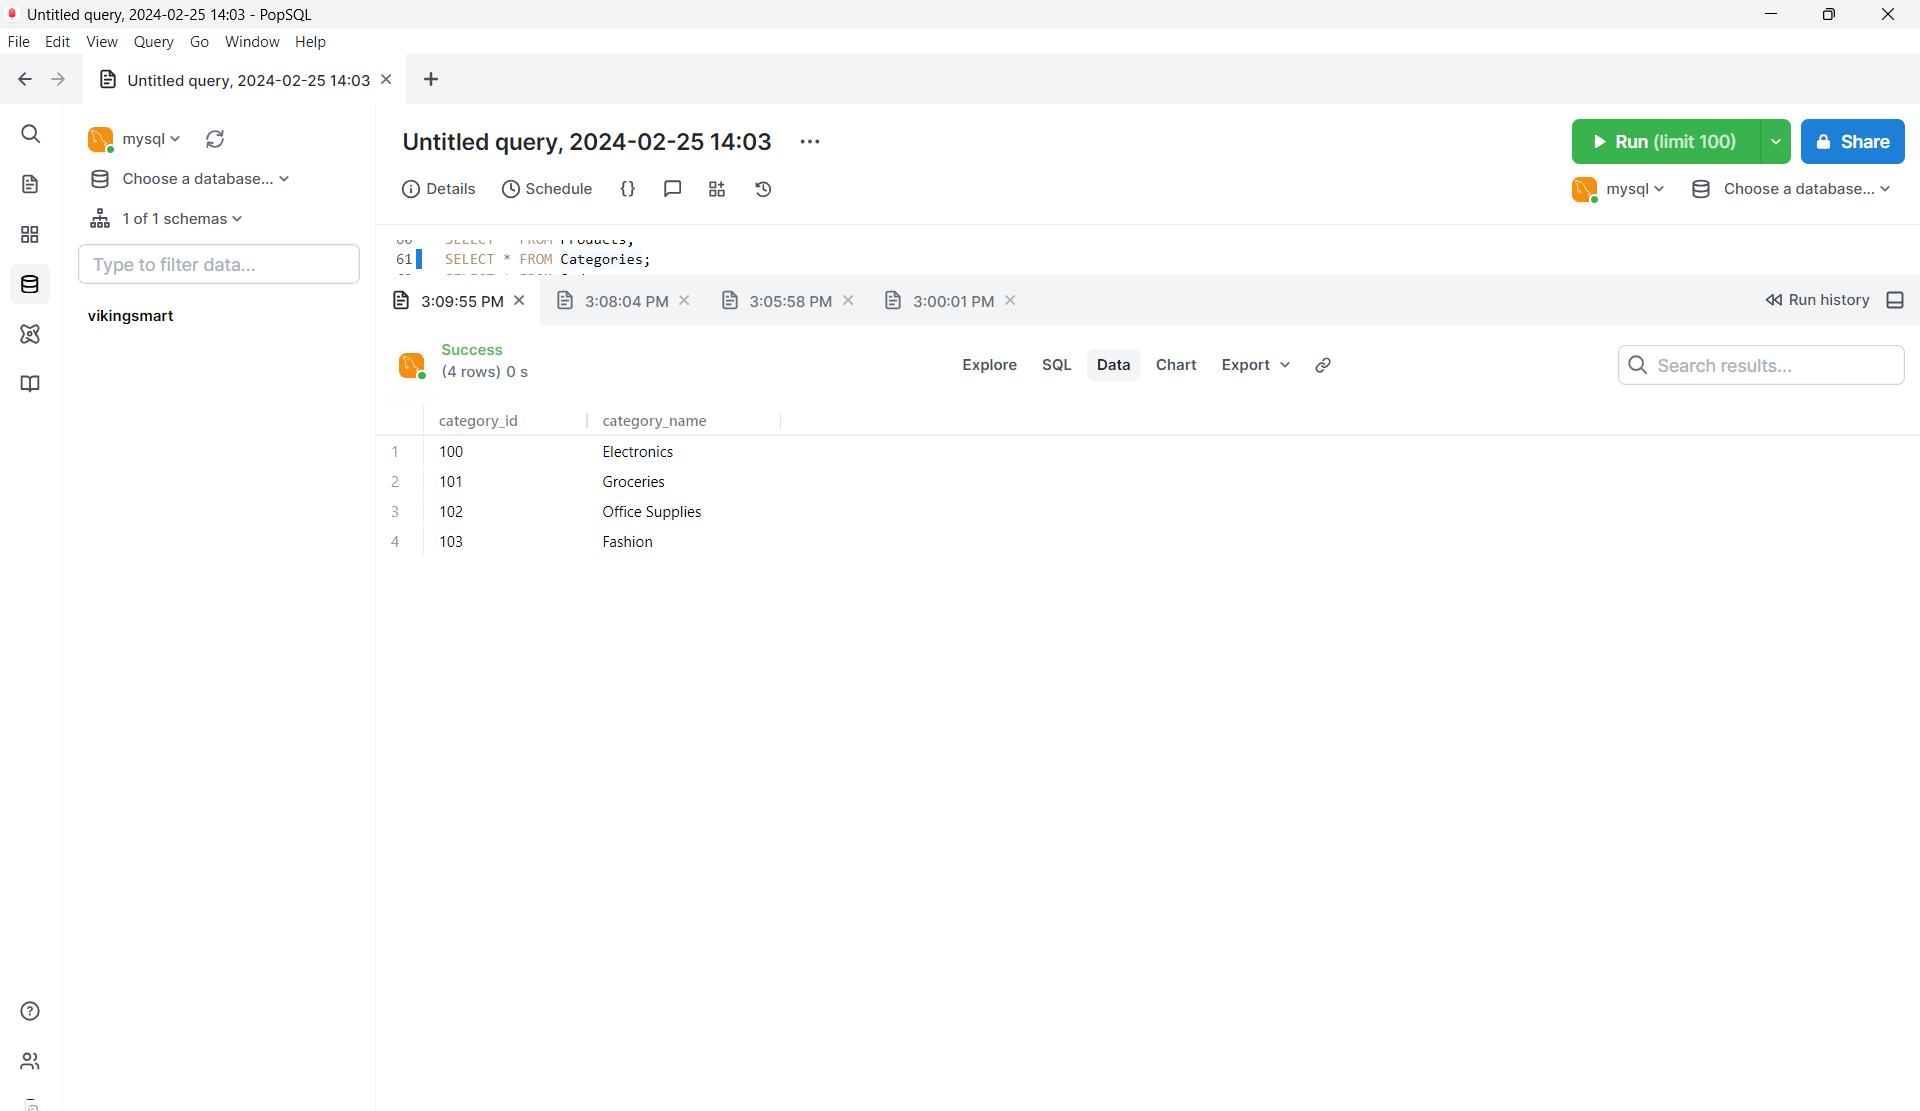 Untitled query, 2024-02-25 14:03 - PopSQL
File Edit View Query Go Window Help
Untitled query, 2024-02-25 14:03
mysql
Choose a database...
1 of 1 schemas
Type to filter data...
vikingsmart
Untitled query, 2024-02-25 14:03 ...
Run (limit 100)
Share
Details Schedule {}
mysql Choose a database...
60 SELECT * FROM Products;
61 SELECT * FROM Categories;
3:09:55 PM 3:08:04 PM 3:05:58 PM 3:00:01 PM Run history
Success
(4 rows) 0 s
Explore SQL Data Chart Export
Search results...
category_id category_name
1 100 Electronics
2 101 Groceries
3 102 Office Supplies
4 103 Fashion